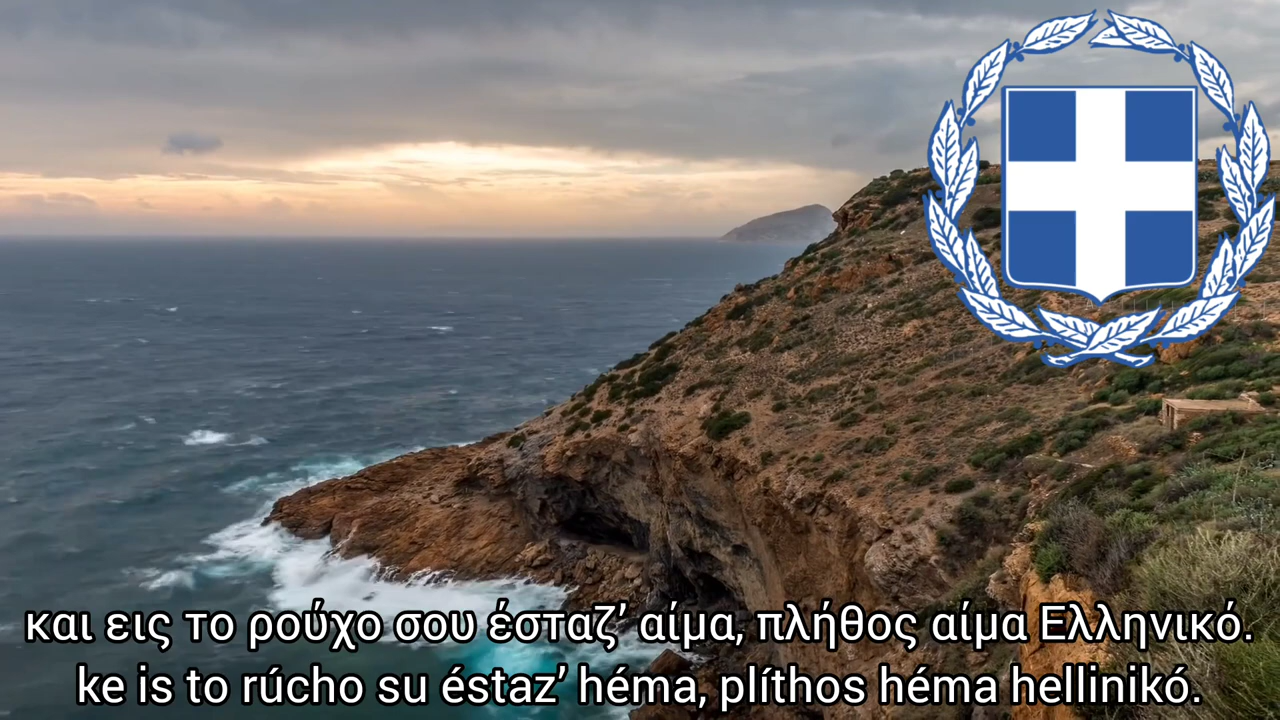 και εις το ρούχο σου έσταζ’ αίμα, πλήθος αίμα Ελληνικό.
ke is to rúcho su éstaz’ héma, plíthos héma hellinikó.